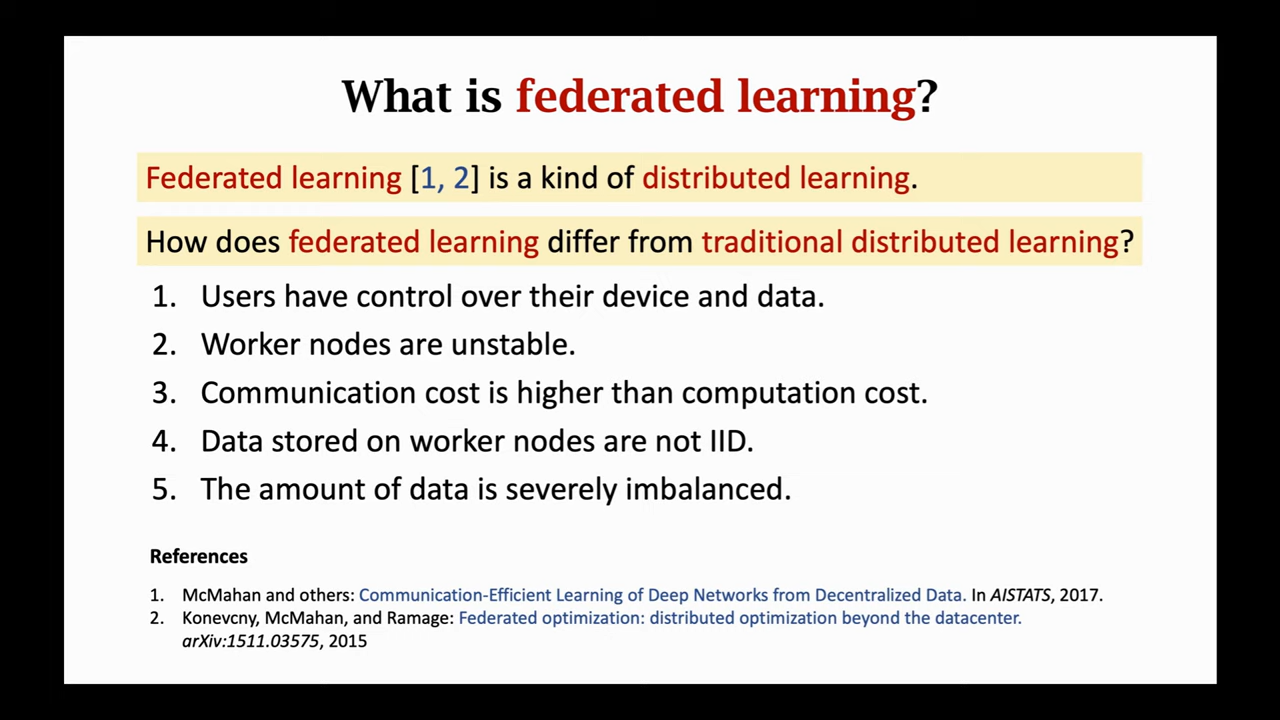 What is federated learning?
Federated learning [1, 2] is a kind of distributed learning.
How does federated learning differ from traditional distributed learning?
1. Users have control over their device and data.
2. Worker nodes are unstable.
3. Communication cost is higher than computation cost.
4. Data stored on worker nodes are not IID.
5. The amount of data is severely imbalanced.
References
1. McMahan and others: Communication-Efficient Learning of Deep Networks from Decentralized Data. In AISTATS, 2017.
2. Konevcny, McMahan, and Ramage: Federated optimization: distributed optimization beyond the datacenter.
arXiv:1511.03575, 2015